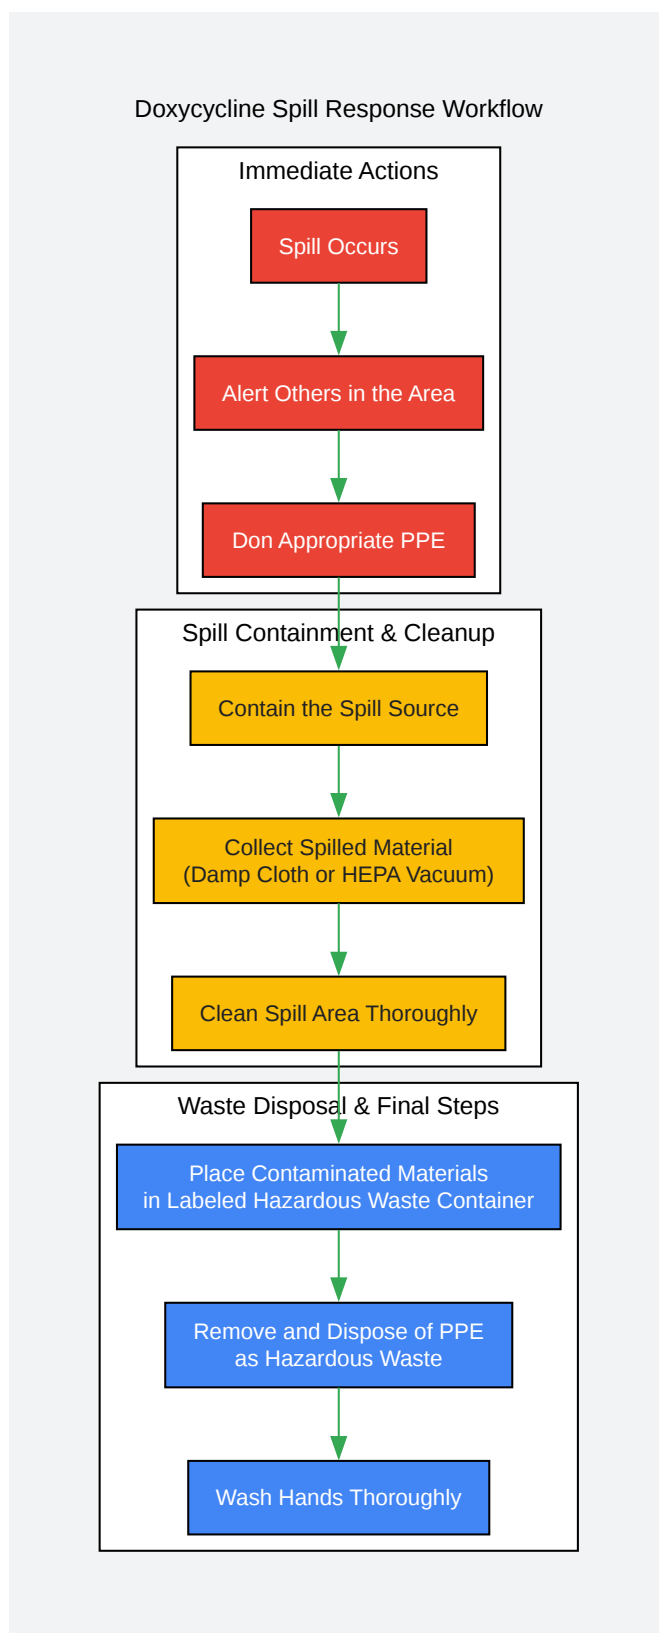 Doxycycline Spill Response Workflow
Immediate Actions
Spill Occurs
Alert Others in the Area
Don Appropriate PPE
Spill Containment & Cleanup
Contain the Spill Source
Collect Spilled Material
(Damp Cloth or HEPA Vacuum)
Clean Spill Area Thoroughly
Waste Disposal & Final Steps
Place Contaminated Materials
in Labeled Hazardous Waste Container
Remove and Dispose of PPE
as Hazardous Waste
Wash Hands Thoroughly